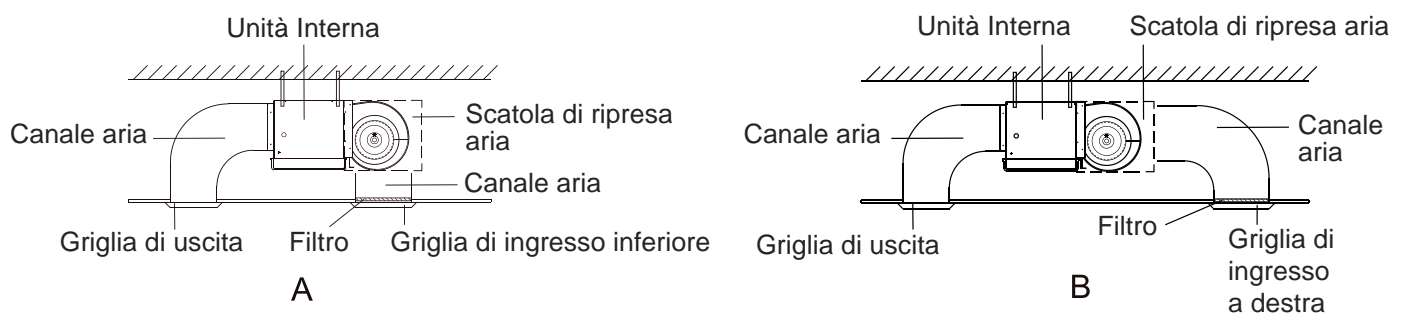 Unità Interna
Scatola di ripresa
aria
Canale aria
Canale aria
Griglia di uscita
Filtro
Griglia di ingresso inferiore
A
Unità Interna
Scatola di ripresa aria
Canale aria
Canale
aria
Griglia di uscita
Filtro
Griglia di
ingresso
a destra
B